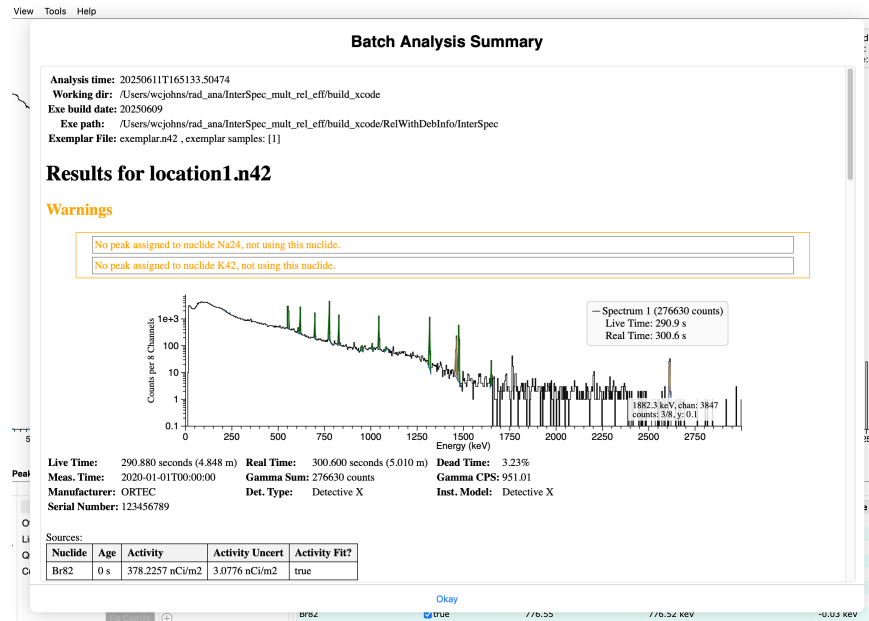 View Tools Help
Batch Analysis Summary
Analysis time: 20250611T165133.50474
Working dir: /Users/wcjohns/rad_ana/InterSpec_mult_rel_eff/build_xcode
Exe build date: 20250609
Exe path: /Users/wcjohns/rad_ana/InterSpec_mult_rel_eff/build_xcode/RelWithDebInfo/InterSpec
Exemplar File: exemplar.n42 , exemplar samples: [1]
Results for location1.n42
Warnings
No peak assigned to nuclide Na24, not using this nuclide.
No peak assigned to nuclide K42, not using this nuclide.
Counts per 8 Channels
1e+3
100
10
1
0.1
Spectrum 1 (276630 counts)
Live Time: 290.9 s
Real Time: 300.6 s
1882.3 keV, chan: 3847
counts: 3/8, y: 0.1
0 250 500 750 1000 1250 1500 1750 2000 2250 2500 2750
Energy (keV)
Live Time: 290.880 seconds (4.848 m) Real Time: 300.600 seconds (5.010 m) Dead Time: 3.23%
Meas. Time: 2020-01-01T00:00:00 Gamma Sum: 276630 counts Gamma CPS: 951.01
Manufacturer: ORTEC Det. Type: Detective X Inst. Model: Detective X
Serial Number: 123456789
Sources:
Nuclide Age Activity Activity Uncert Activity Fit?
Br82 0 s 378.2257 nCi/m2 3.0776 nCi/m2 true
Okay
Peak
Br82 true 776.55 776.52 keV -0.03 keV